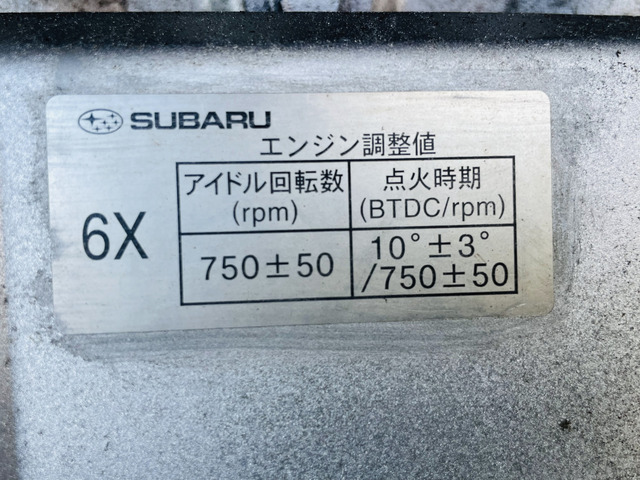 SUBARU
エンジン調整値
6X
アイドル回転数
(rpm)
点火時期
(BTDC/rpm)
750±50
10°±3°
/750±50